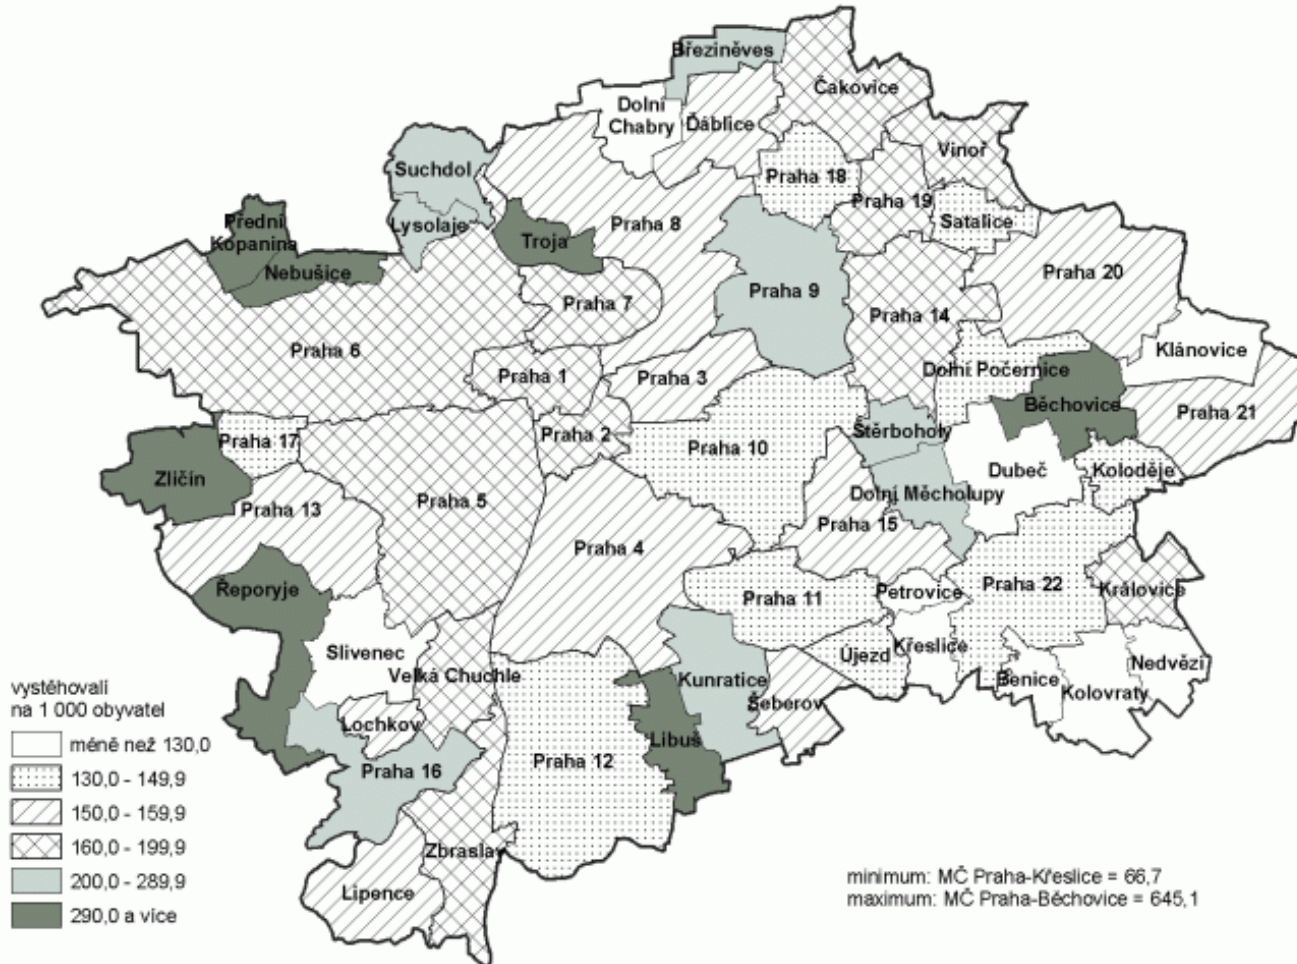 Březiněves
Čakovice
Dolní
Chabry
Ďáblice
Vinoř
Suchdol
Praha 18
Praha 19
Satalice
Přední
Kopanina
Lysolaje
Troja
Praha 8
Nebušice
Praha 20
Praha 7
Praha 9
Praha 14
Praha 6
Klánovice
Praha 1
Praha 3
Dolní Počernice
Běchovice
Praha 21
Praha 17
Praha 2
Praha 10
Štěrboholy
Zličín
Dubeč
Koloděje
Praha 5
Dolní Měcholupy
Praha 13
Praha 15
Praha 4
Řeporyje
Praha 11
Petrovice
Praha 22
Královice
Slivenec
Újezd
Křeslice
Nedvězí
Velká Chuchle
Kunratice
Benice
Kolovraty
Šeberov
Lochkov
Libuš
Praha 16
Praha 12
Zbraslav
Lipence
vystěhovalí
na 1 000 obyvatel
méně než 130,0
130,0 - 149,9
150,0 - 159,9
160,0 - 199,9
200,0 - 289,9
290,0 a více
minimum: MČ Praha-Křeslice = 66,7
maximum: MČ Praha-Běchovice = 645,1